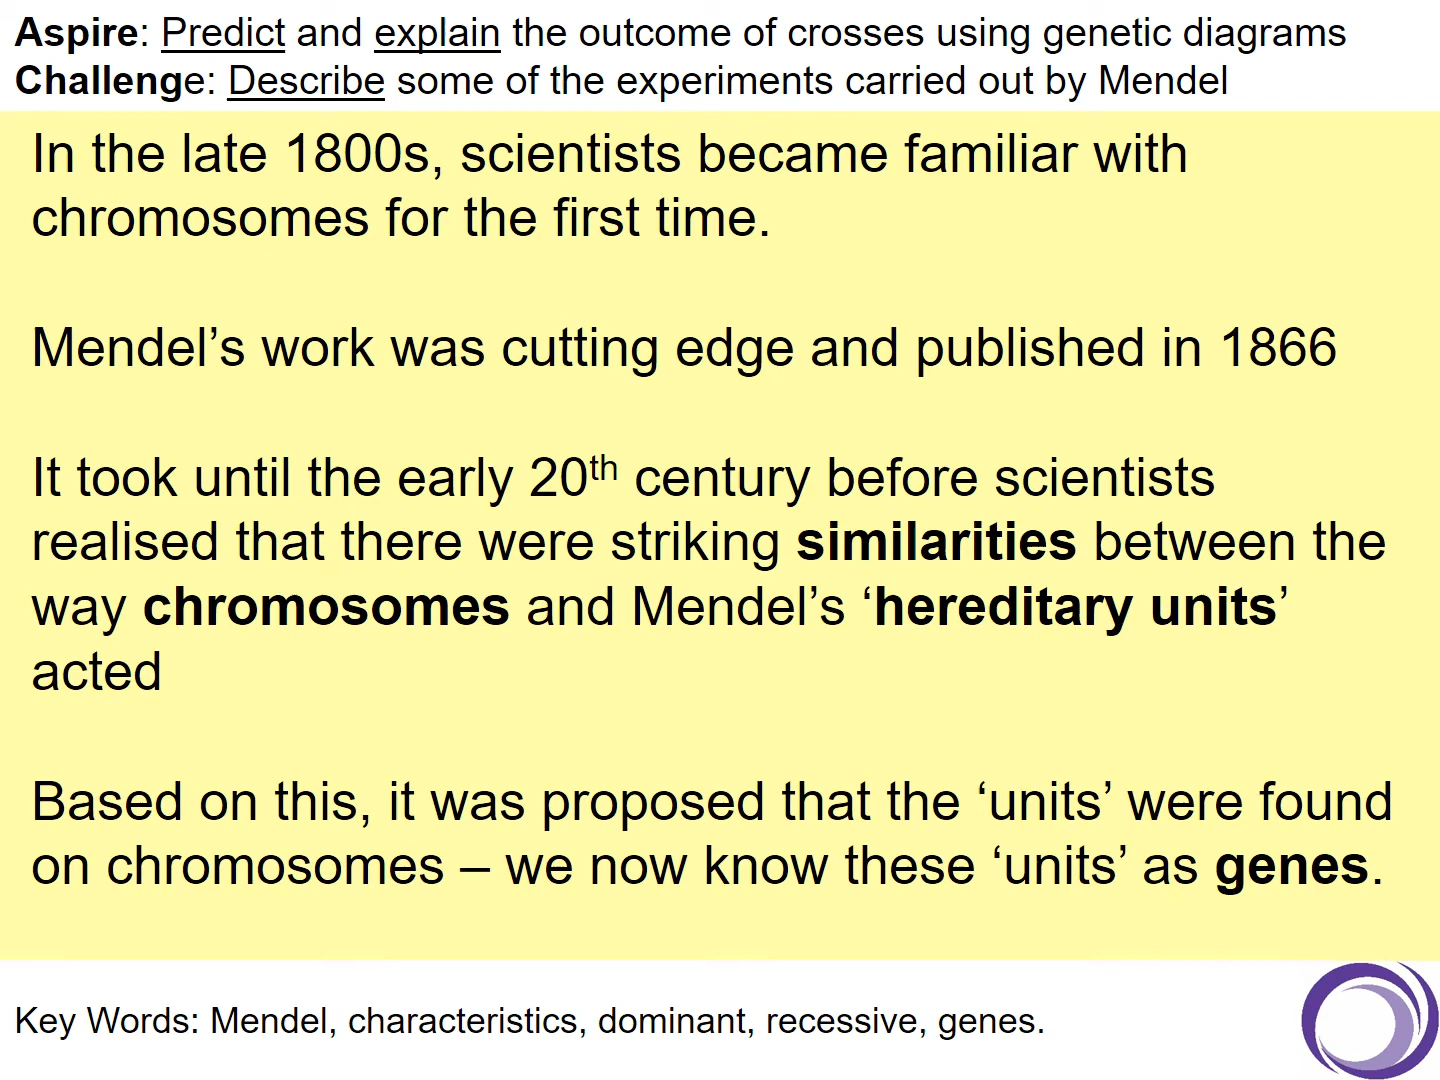 Aspire: Predict and explain the outcome of crosses using genetic diagrams
Challenge: Describe some of the experiments carried out by Mendel
In the late 1800s, scientists became familiar with
chromosomes for the first time.
Mendel’s work was cutting edge and published in 1866
It took until the early 20th century before scientists
realised that there were striking similarities between the
way chromosomes and Mendel’s ‘hereditary units’
acted
Based on this, it was proposed that the ‘units’ were found
on chromosomes – we now know these ‘units’ as genes.
Key Words: Mendel, characteristics, dominant, recessive, genes.